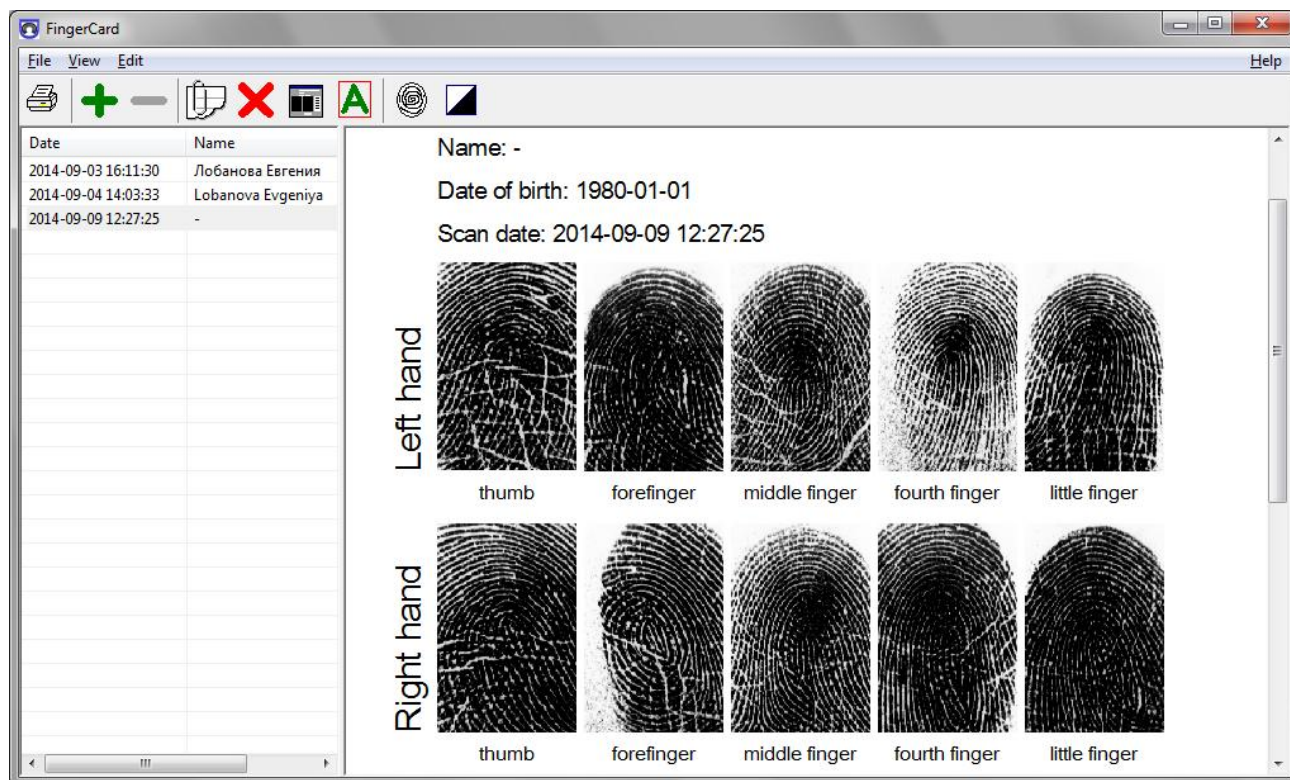 FingerCard
File View Edit Help
A
Date Name
2014-09-03 16:11:30 Лобанова Евгения
2014-09-04 14:03:33 Lobanova Evgeniya
2014-09-09 12:27:25 -
Name: -
Date of birth: 1980-01-01
Scan date: 2014-09-09 12:27:25
Left hand
thumb forefinger middle finger fourth finger little finger
Right hand
thumb forefinger middle finger fourth finger little finger